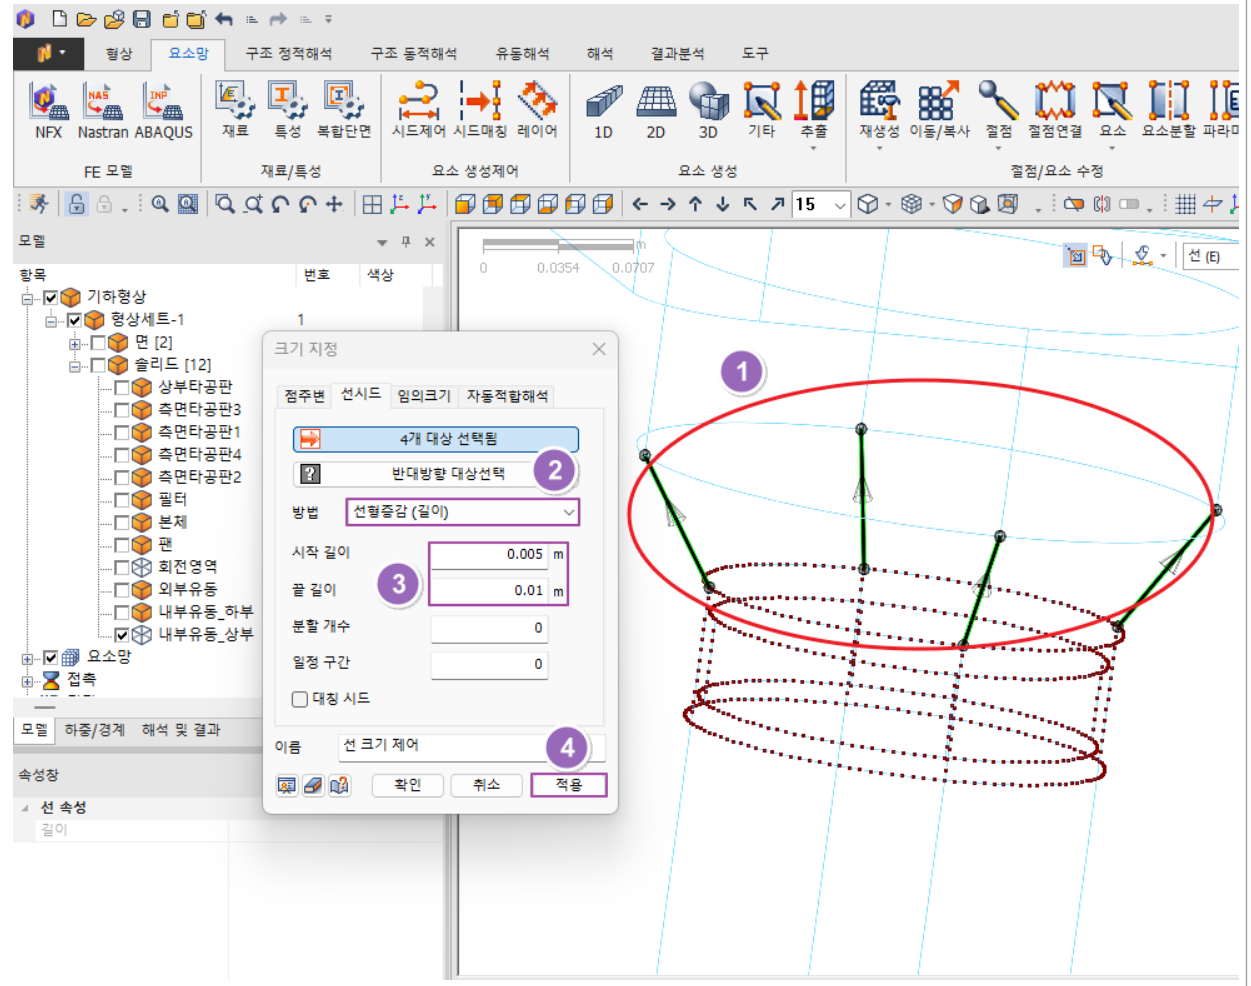 형상
요소망
구조 정적해석
구조 동적해석
유동해석
해석
결과분석
도구
NAS
INP
NFX
Nastran
ABAQUS
재료
특성
복합단면
시드제어
시드매칭
레이어
1D
2D
3D
기타
추출
재생성
이동/복사
절점
절점연결
요소
요소분할
FE 모델
재료/특성
요소 생성제어
요소 생성
절점/요소 수정
15
모델
항목 번호 색상
기하형상
형상세트-1 1
면 [2]
솔리드 [12]
상부타공판
측면타공판3
측면타공판1
측면타공판4
측면타공판2
필터
본체
팬
회전영역
외부유동
내부유동_하부
내부유동_상부
요소망
접촉
모델 하중/경계 해석 및 결과
속성창
선 속성
길이
크기 지정
점주변 선시드 임의크기 자동적합해석
4개 대상 선택됨
반대방향 대상선택
2
방법 선형증감 (길이)
시작 길이 0.005 m
3
끝 길이 0.01 m
분할 개수 0
일정 구간 0
대칭 시드
이름 선 크기 제어
4
확인 취소 적용
m
0 0.0354 0.0707
선 (E)
1